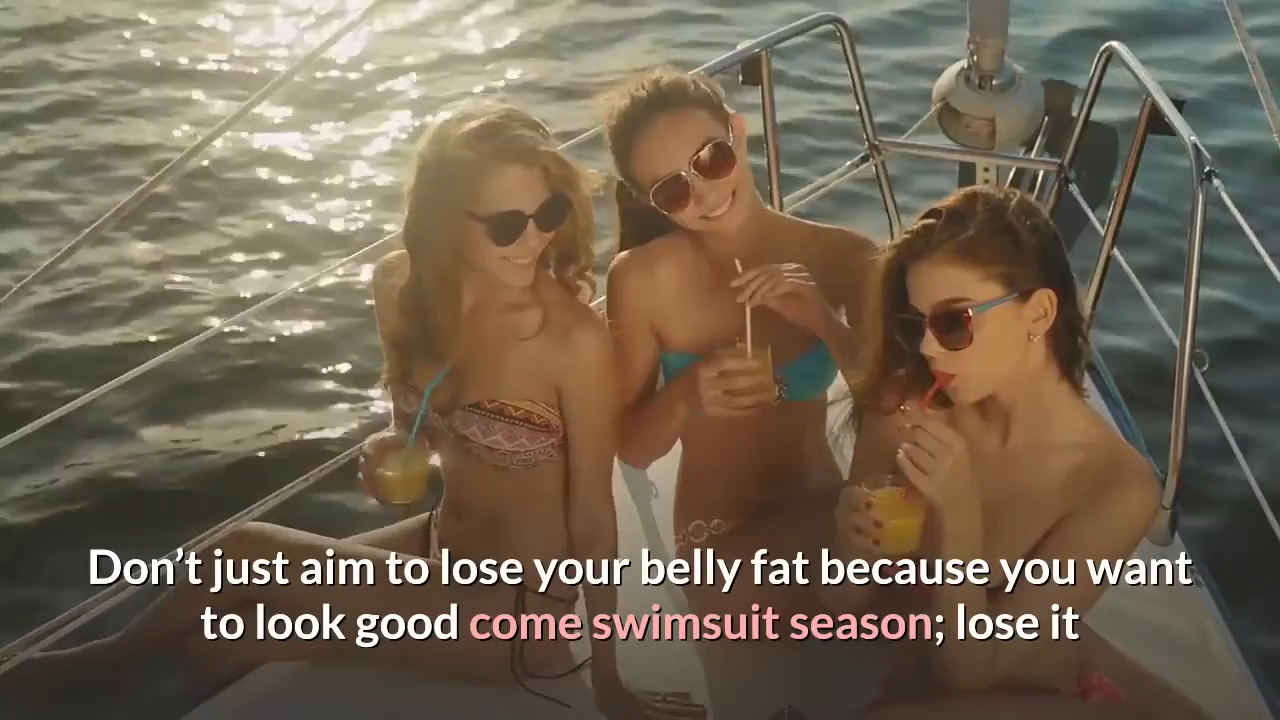 Don’t just aim to lose your belly fat because you want
to look good come swimsuit season; lose it